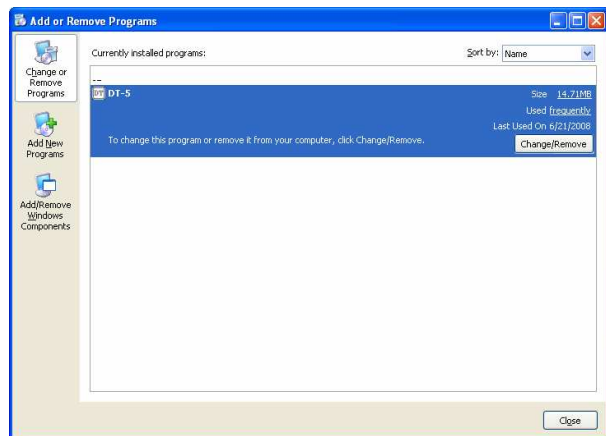 Add or Remove Programs
Currently installed programs:
Sort by: Name
Change or
Remove
Programs
DT-5
Size 14.71MB
Used frequently
Last Used On 6/21/2008
To change this program or remove it from your computer, click Change/Remove.
Change/Remove
Add New
Programs
Add/Remove
Windows
Components
Close